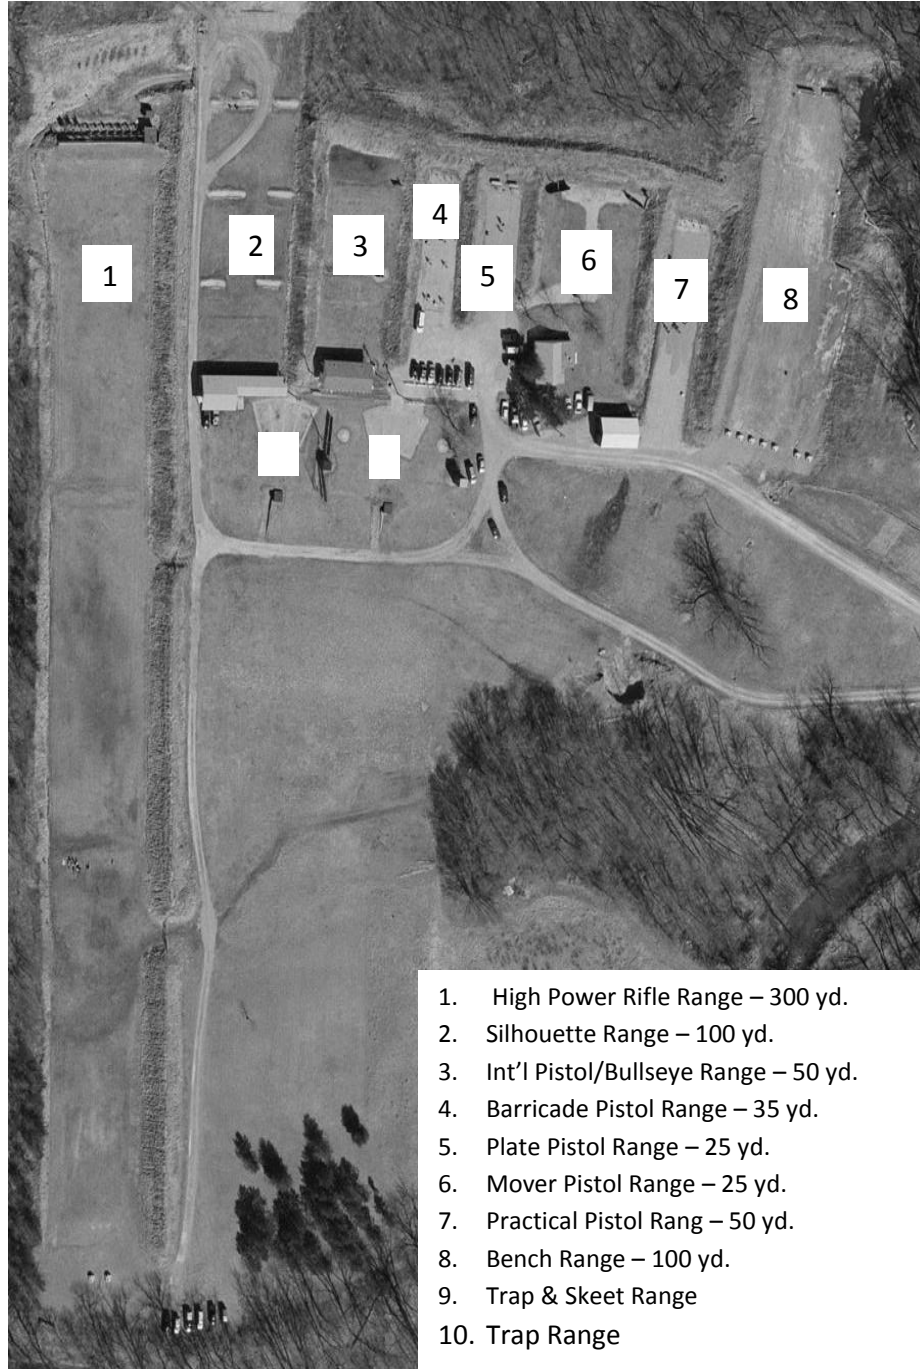 1
2
3
4
5
6
7
8
1. High Power Rifle Range – 300 yd.
2. Silhouette Range – 100 yd.
3. Int’l Pistol/Bullseye Range – 50 yd.
4. Barricade Pistol Range – 35 yd.
5. Plate Pistol Range – 25 yd.
6. Mover Pistol Range – 25 yd.
7. Practical Pistol Rang – 50 yd.
8. Bench Range – 100 yd.
9. Trap & Skeet Range
10. Trap Range